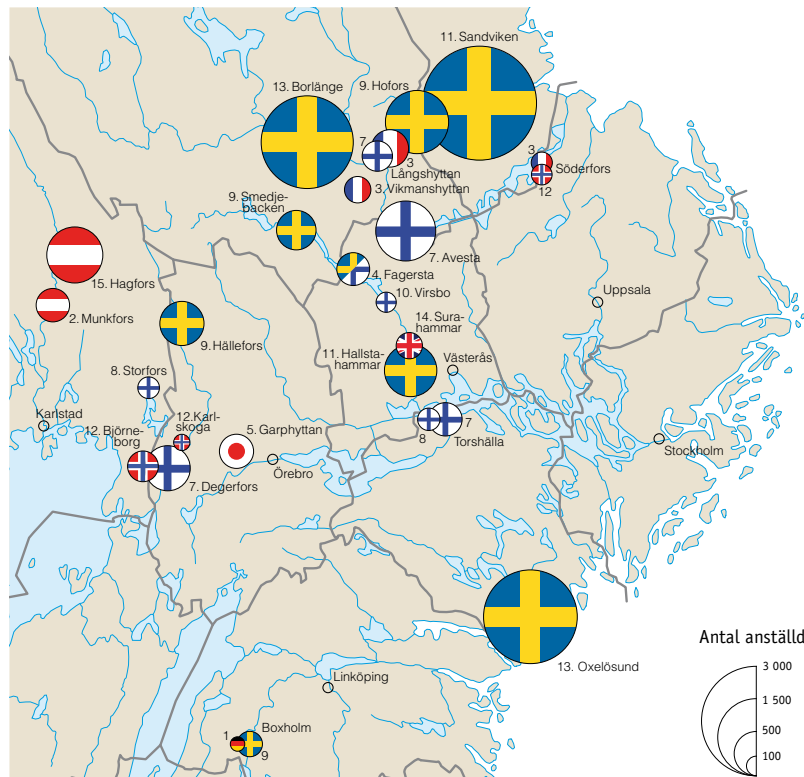 11. Sandviken
13. Borlänge
9. Hofors
7
3
Långshyttan
3. Vikmanshyttan
3
Söderfors
12
9. Smedje-
backen
7. Avesta
4. Fagersta
15. Hagfors
10. Virsbo
Uppsala
2. Munkfors
14. Sura-
hammar
9. Hällefors
11. Hallsta-
hammar
Västerås
8. Storfors
Karlstad
12. Karl-
skoga
12. Björne-
borg
5. Garphyttan
8
7
Torshälla
Stockholm
Örebro
7. Degerfors
13. Oxelösund
Antal anställd
3 000
1 500
500
100
Linköping
Boxholm
1
9